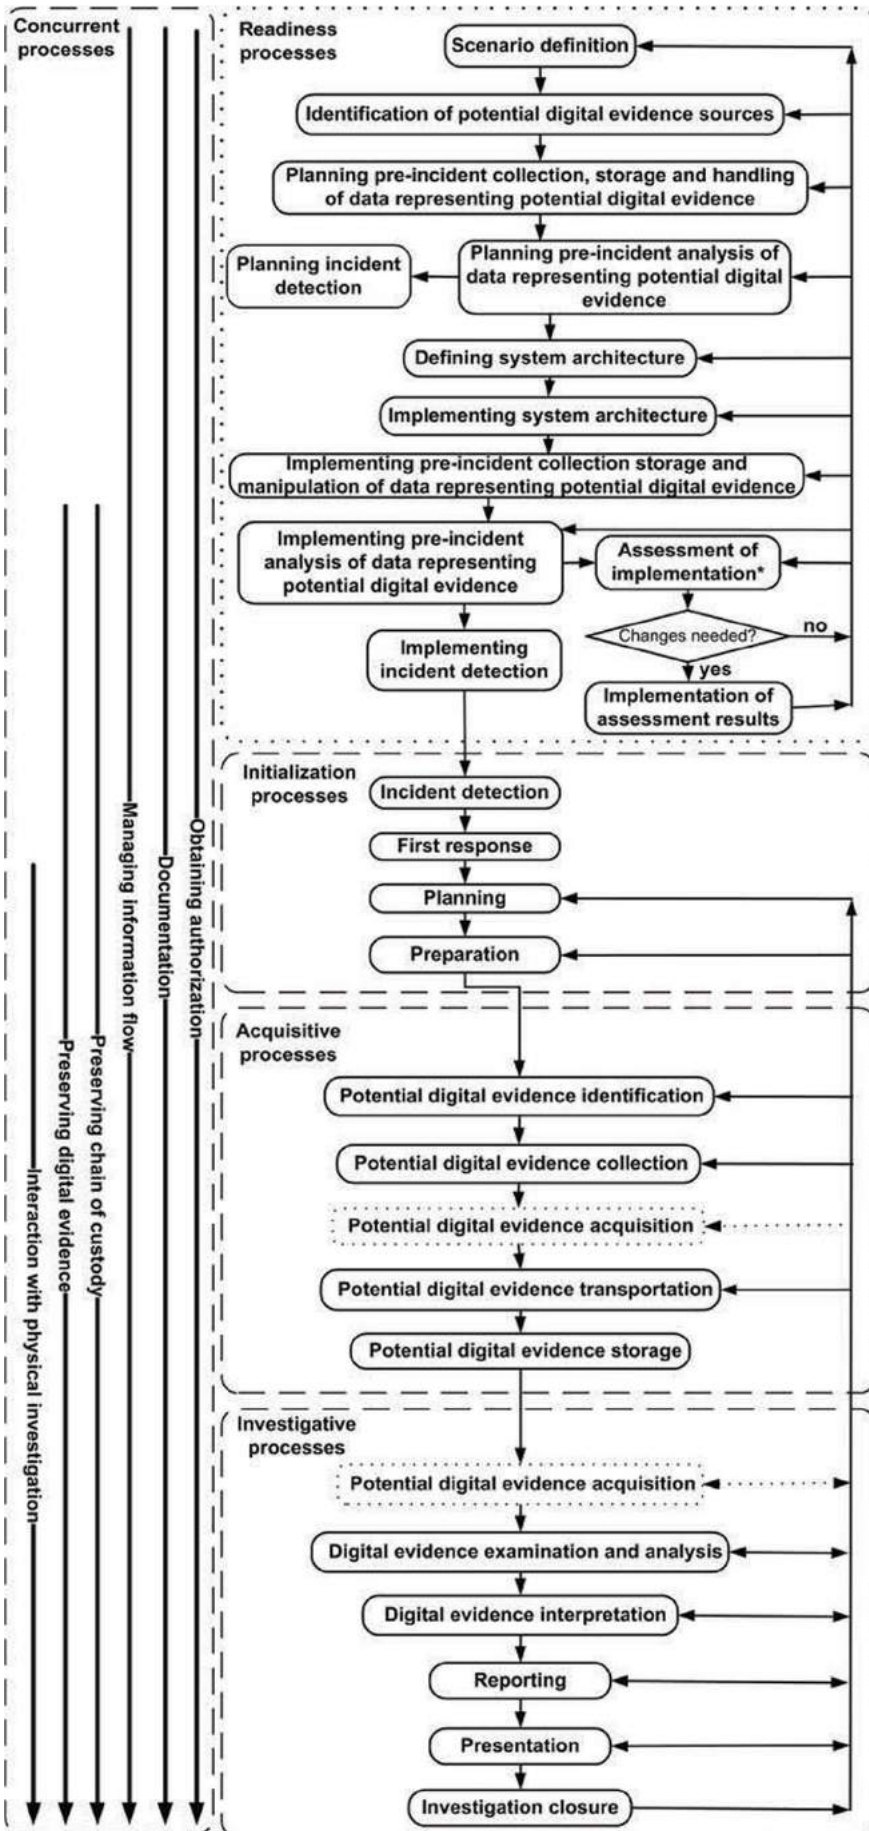 Concurrent
processes
Readiness
processes
Scenario definition
Identification of potential digital evidence sources
Planning pre-incident collection, storage and handling
of data representing potential digital evidence
Planning incident
detection
Planning pre-incident analysis of
data representing potential digital
evidence
Defining system architecture
Implementing system architecture
Implementing pre-incident collection storage and
manipulation of data representing potential digital evidence
Implementing pre-incident
analysis of data representing
potential digital evidence
Assessment of
implementation*
Changes needed?
no
yes
Implementing
incident detection
Implementation of
assessment results
Initialization
processes
Incident detection
First response
Planning
Preparation
Acquisitive
processes
Potential digital evidence identification
Potential digital evidence collection
Potential digital evidence acquisition
Potential digital evidence transportation
Potential digital evidence storage
Investigative
processes
Potential digital evidence acquisition
Digital evidence examination and analysis
Digital evidence interpretation
Reporting
Presentation
Investigation closure
Interaction with physical investigation
Preserving digital evidence
Preserving chain of custody
Managing information flow
Documentation
Obtaining authorization